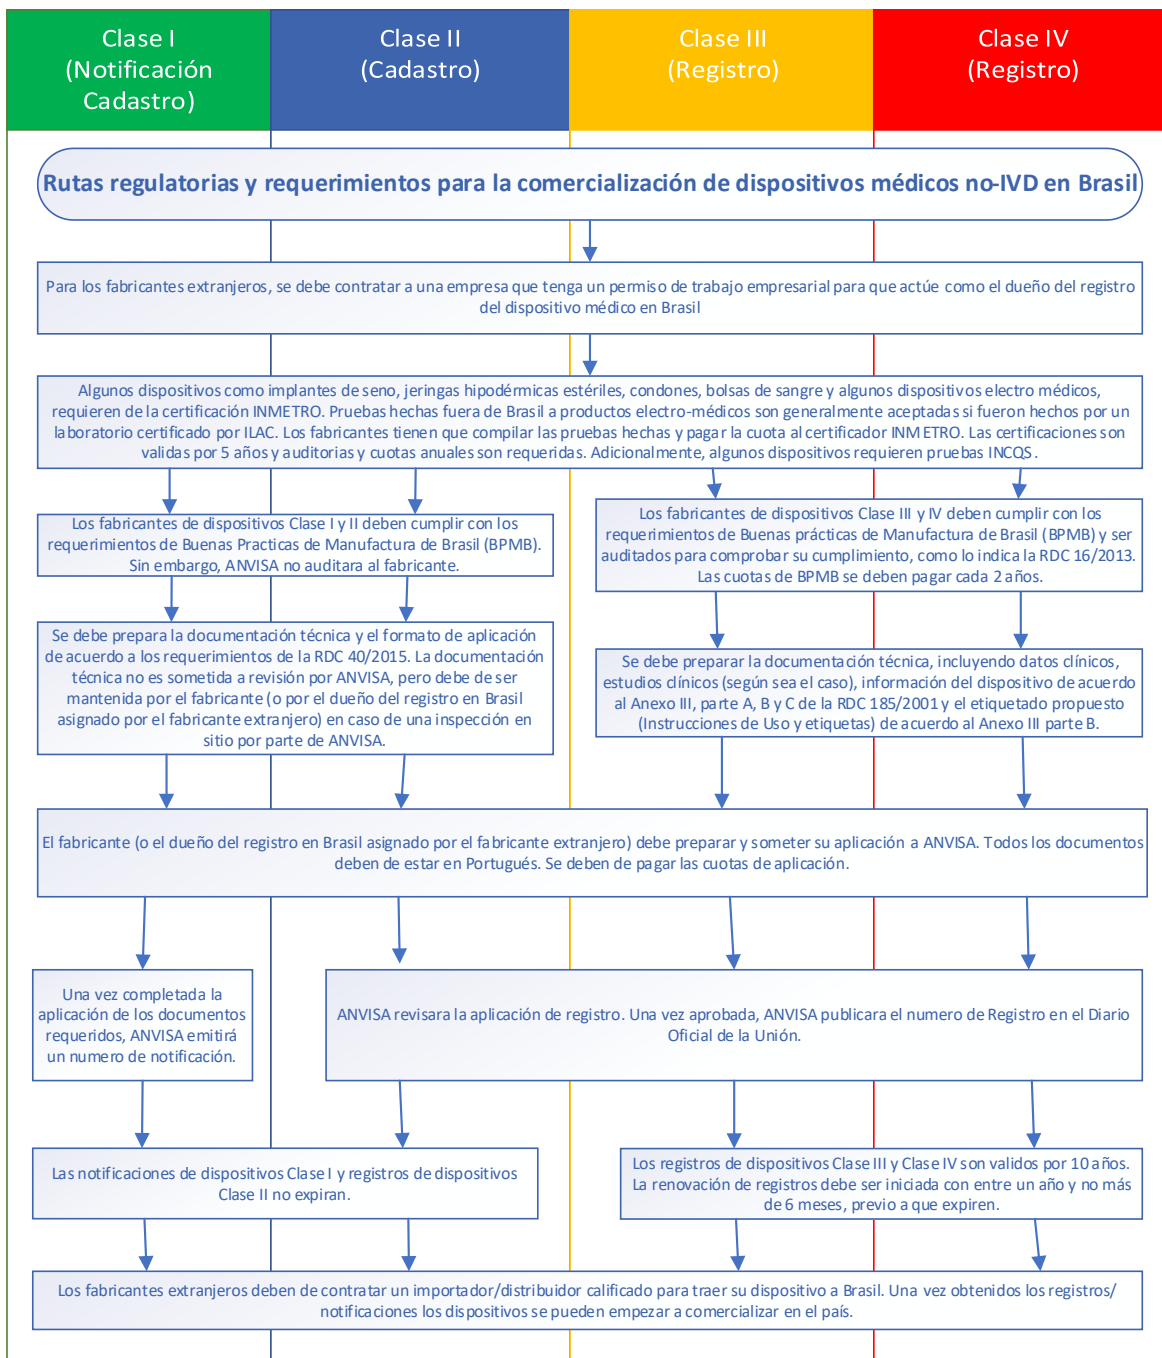 Clase I
(Notificación
Cadastro)
Clase II
(Cadastro)
Clase III
(Registro)
Clase IV
(Registro)
Rutas regulatorias y requerimientos para la comercialización de dispositivos médicos no-IVD en Brasil
Para los fabricantes extranjeros, se debe contratar a una empresa que tenga un permiso de trabajo empresarial para que actúe como el dueño del registro
del dispositivo médico en Brasil
Algunos dispositivos como implantes de seno, jeringas hipodérmicas estériles, condones, bolsas de sangre y algunos dispositivos electro médicos,
requieren de la certificación INMETRO. Pruebas hechas fuera de Brasil a productos electro-médicos son generalmente aceptadas si fueron hechos por un
laboratorio certificado por ILAC. Los fabricantes tienen que compilar las pruebas hechas y pagar la cuota al certificador INMETRO. Las certificaciones son
validas por 5 años y auditorias y cuotas anuales son requeridas. Adicionalmente, algunos dispositivos requieren pruebas INCQS.
Los fabricantes de dispositivos Clase I y II deben cumplir con los
requerimientos de Buenas Practicas de Manufactura de Brasil (BPMB).
Sin embargo, ANVISA no auditara al fabricante.
Los fabricantes de dispositivos Clase III y IV deben cumplir con los
requerimientos de Buenas prácticas de Manufactura de Brasil (BPMB) y ser
auditados para comprobar su cumplimiento, como lo indica la RDC 16/2013.
Las cuotas de BPMB se deben pagar cada 2 años.
Se debe prepara la documentación técnica y el formato de aplicación
de acuerdo a los requerimientos de la RDC 40/2015. La documentación
técnica no es sometida a revisión por ANVISA, pero debe de ser
mantenida por el fabricante (o por el dueño del registro en Brasil
asignado por el fabricante extranjero) en caso de una inspección en
sitio por parte de ANVISA.
Se debe preparar la documentación técnica, incluyendo datos clínicos,
estudios clínicos (según sea el caso), información del dispositivo de acuerdo
al Anexo III, parte A, B y C de la RDC 185/2001 y el etiquetado propuesto
(Instrucciones de Uso y etiquetas) de acuerdo al Anexo III parte B.
El fabricante (o el dueño del registro en Brasil asignado por el fabricante extranjero) debe preparar y someter su aplicación a ANVISA. Todos los documentos
deben de estar en Portugués. Se deben de pagar las cuotas de aplicación.
Una vez completada la
aplicación de los documentos
requeridos, ANVISA emitirá
un numero de notificación.
ANVISA revisara la aplicación de registro. Una vez aprobada, ANVISA publicara el numero de Registro en el Diario
Oficial de la Unión.
Las notificaciones de dispositivos Clase I y registros de dispositivos
Clase II no expiran.
Los registros de dispositivos Clase III y Clase IV son validos por 10 años.
La renovación de registros debe ser iniciada con entre un año y no más
de 6 meses, previo a que expiren.
Los fabricantes extranjeros deben de contratar un importador/distribuidor calificado para traer su dispositivo a Brasil. Una vez obtenidos los registros/
notificaciones los dispositivos se pueden empezar a comercializar en el país.